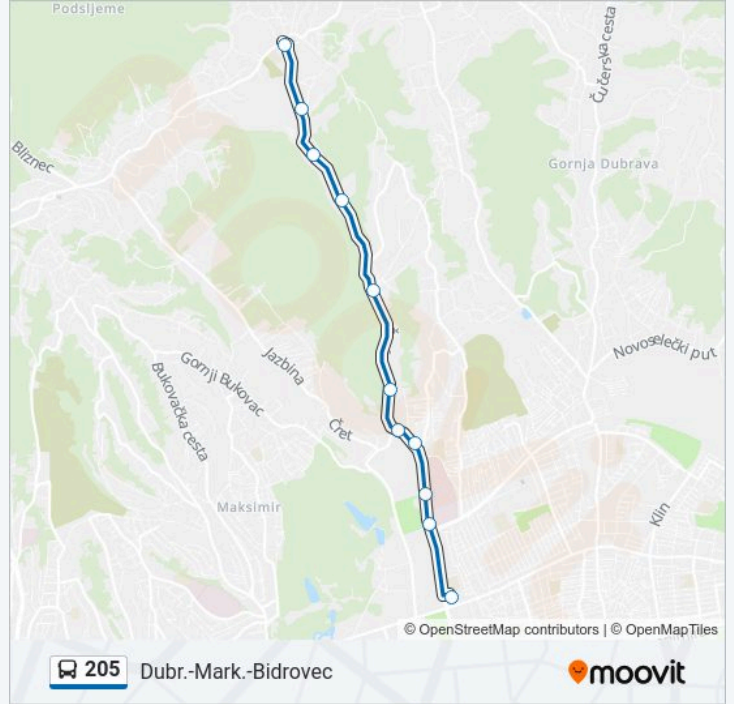 Podsljeme
Čučerska cesta
Bliznec
Gornja Dubrava
Novoselečki put
Jazbina
Gornji Bukovac
Bukovačka cesta
Čret
Maksimir
Klin
© OpenStreetMap contributors | © OpenMapTiles
205 Dubr.-Mark.-Bidrovec
moovit